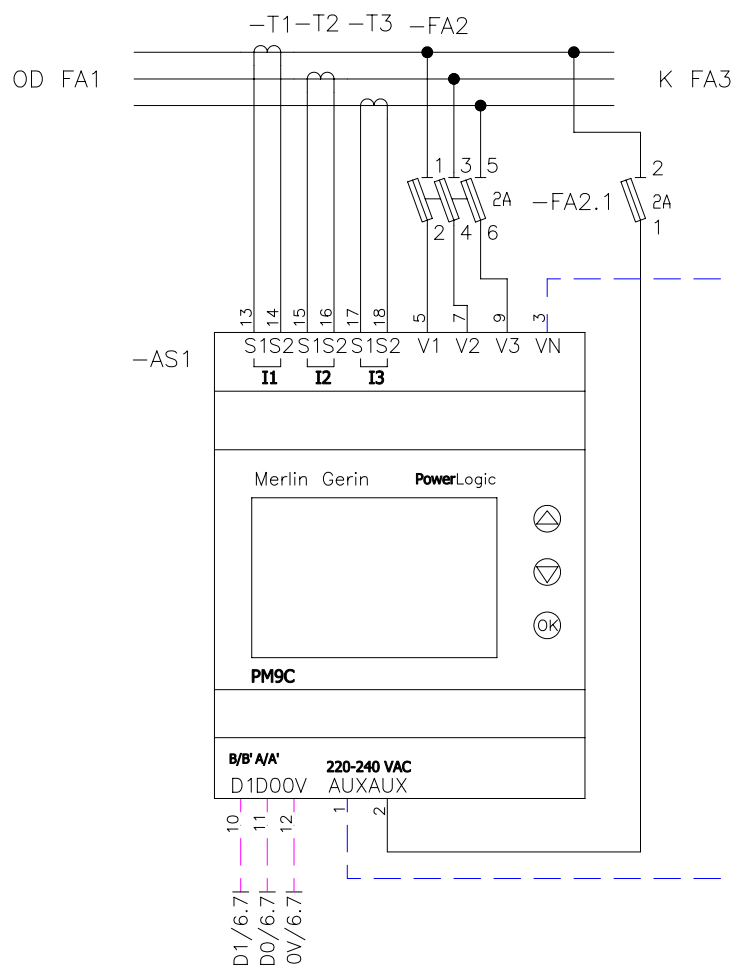 -T1 -T2 -T3 -FA2
OD FA1
K FA3
1 3 5
2A
2 4 6
-FA2.1
2
2A
1
13 14 15 16 17 18 5 7 9 3
-AS1
S1S2 S1S2 S1S2 V1 V2 V3 VN
I1 I2 I3
Merlin Gerin PowerLogic
OK
PM9C
B/B' A/A'
220-240 VAC
D1D00V AUXAUX
10 11 12 1 2
D1/6.7
D0/6.7
0V/6.7